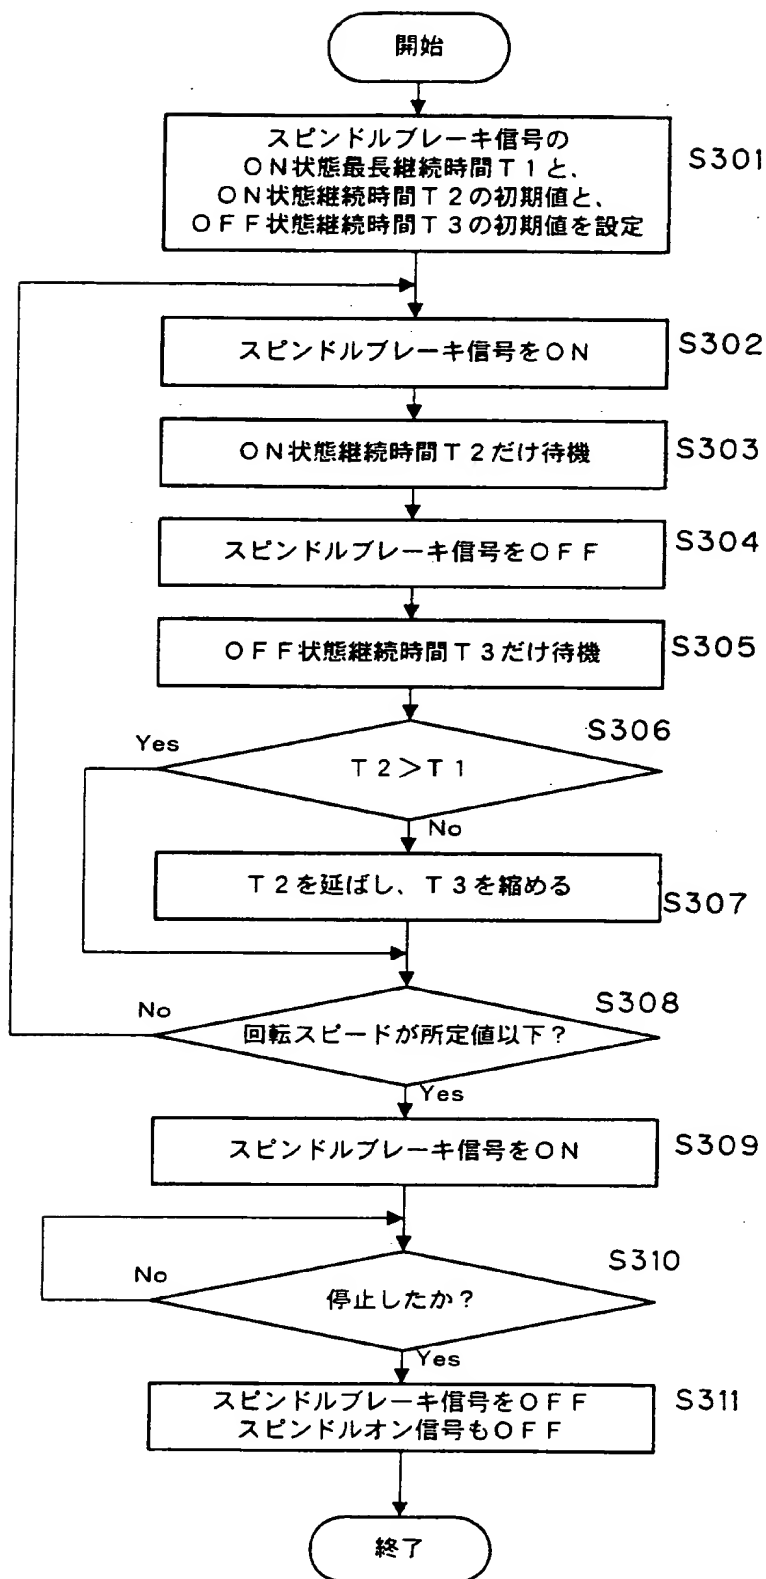 開始
スピンドルブレーキ信号の
ON状態最長継続時間T1と、
ON状態継続時間T2の初期値と、
OFF状態継続時間T3の初期値を設定
S301
スピンドルブレーキ信号をON
S302
ON状態継続時間T2だけ待機
S303
スピンドルブレーキ信号をOFF
S304
OFF状態継続時間T3だけ待機
S305
S306
Yes
T2>T1
No
T2を延ばし、T3を縮める
S307
S308
No
回転スピードが所定値以下?
Yes
スピンドルブレーキ信号をON
S309
S310
No
停止したか?
Yes
スピンドルブレーキ信号をOFF
スピンドルオン信号もOFF
S311
終了